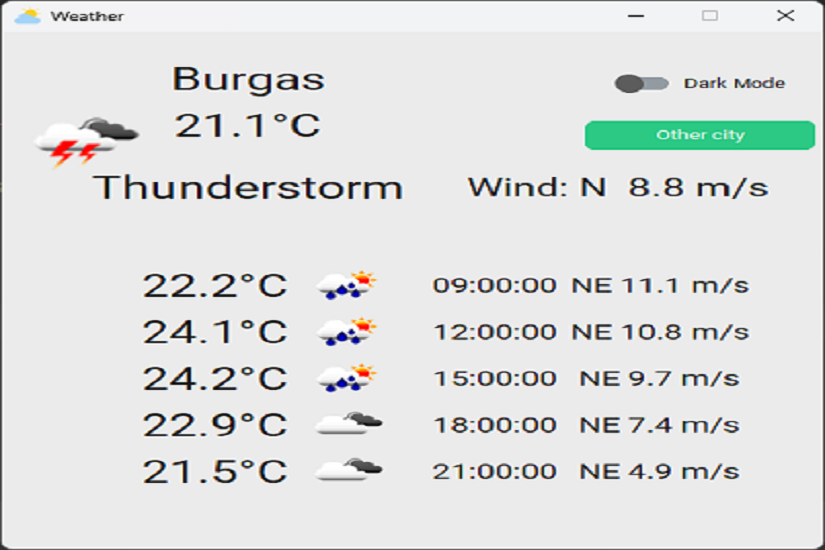 Weather
Burgas
21.1°C
Dark Mode
Other city
Thunderstorm
Wind: N 8.8 m/s
22.2°C 09:00:00 NE 11.1 m/s
24.1°C 12:00:00 NE 10.8 m/s
24.2°C 15:00:00 NE 9.7 m/s
22.9°C 18:00:00 NE 7.4 m/s
21.5°C 21:00:00 NE 4.9 m/s